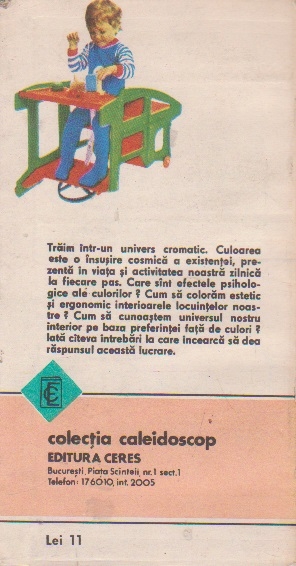 Trăim într-un univers cromatic. Culoarea
este o însușire cosmică a existenței, pre-
zentă în viața și activitatea noastră zilnică
la fiecare pas. Care sînt efectele psiholo-
gice ale culorilor ? Cum să colorăm estetic
și ergonomic interioarele locuințelor noas-
tre ? Cum să cunoaștem universul nostru
interior pe baza preferinței față de culori ?
Iată cîteva întrebări la care încearcă să dea
răspunsul această lucrare.
CE
colecția caleidoscop
EDITURA CERES
București, Piata Scînteii, nr. 1 sect. 1
Telefon: 176010, int. 2005
Lei 11